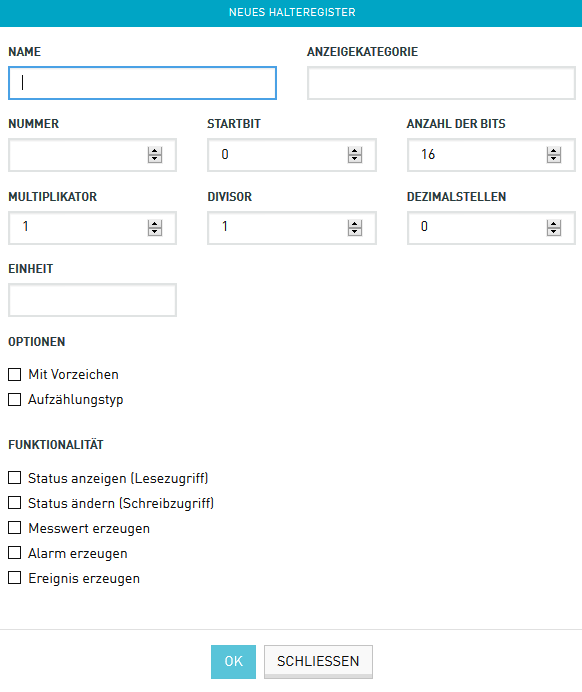 NEUES HALTEREGISTER
NAME ANZEIGEKATEGORIE
NUMMER STARTBIT ANZAHL DER BITS
0 16
MULTIPLIKATOR DIVISOR DEZIMALSTELLEN
1 1 0
EINHEIT
OPTIONEN
Mit Vorzeichen
Aufzählungstyp
FUNKTIONALITÄT
Status anzeigen (Lesezugriff)
Status ändern (Schreibzugriff)
Messwert erzeugen
Alarm erzeugen
Ereignis erzeugen
OK SCHLIESSEN